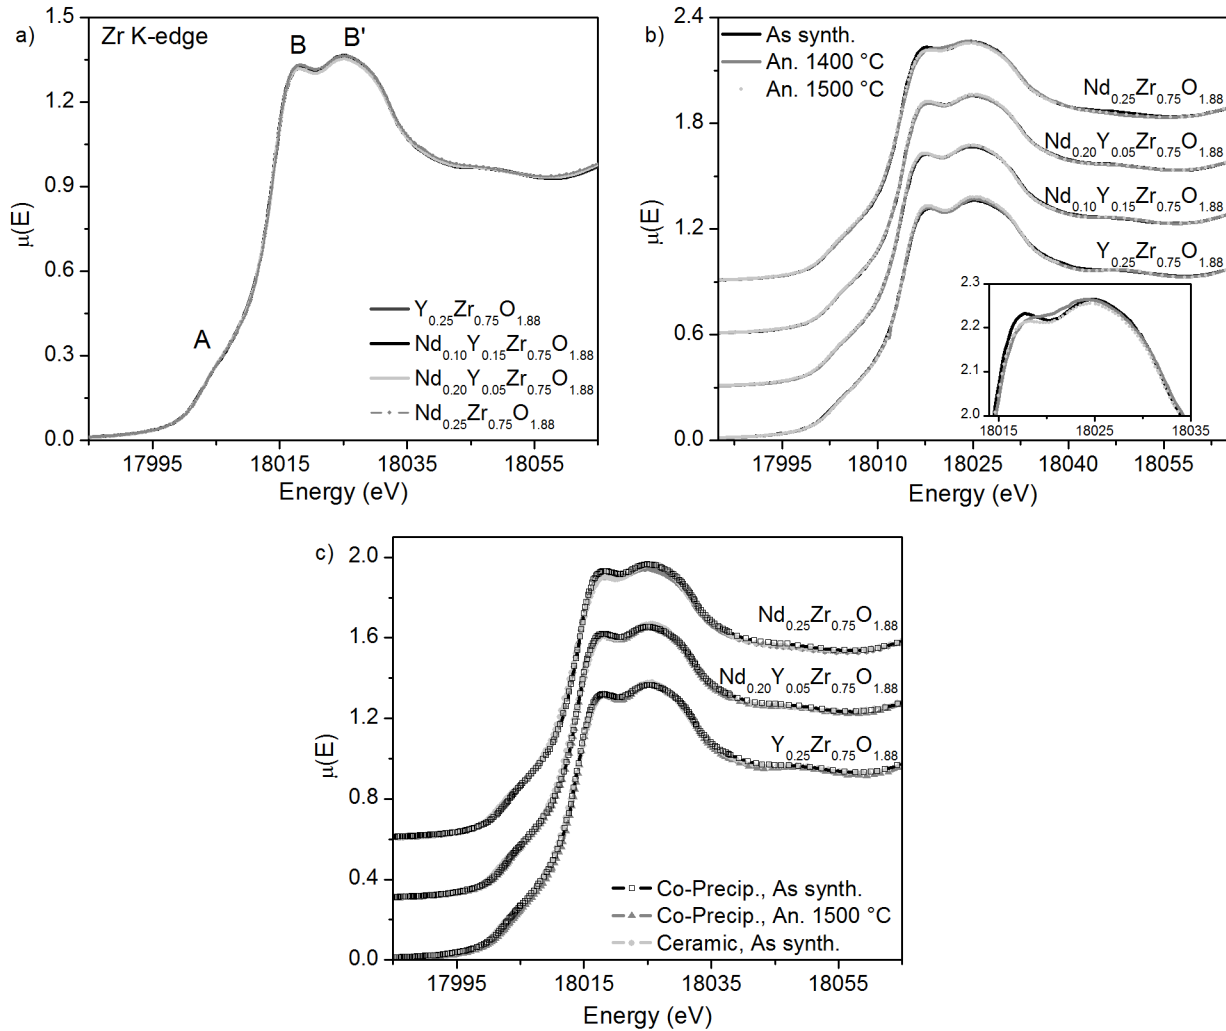 a)
Zr K-edge
B
B'
A
1.5
1.2
0.9
0.6
0.3
0.0
μ(E)
Y0.25Zr0.75O1.88
Nd0.10Y0.15Zr0.75O1.88
Nd0.20Y0.05Zr0.75O1.88
Nd0.25Zr0.75O1.88
17995 18015 18035 18055
Energy (eV)
b)
As synth.
An. 1400 °C
An. 1500 °C
2.4
1.8
1.2
0.6
0.0
μ(E)
Nd0.25Zr0.75O1.88
Nd0.20Y0.05Zr0.75O1.88
Nd0.10Y0.15Zr0.75O1.88
Y0.25Zr0.75O1.88
2.3
2.2
2.1
2.0
18015 18025 18035
17995 18010 18025 18040 18055
Energy (eV)
c)
2.0
1.6
1.2
0.8
0.4
0.0
μ(E)
Nd0.25Zr0.75O1.88
Nd0.20Y0.05Zr0.75O1.88
Y0.25Zr0.75O1.88
Co-Precip., As synth.
Co-Precip., An. 1500 °C
Ceramic, As synth.
17995 18015 18035 18055
Energy (eV)